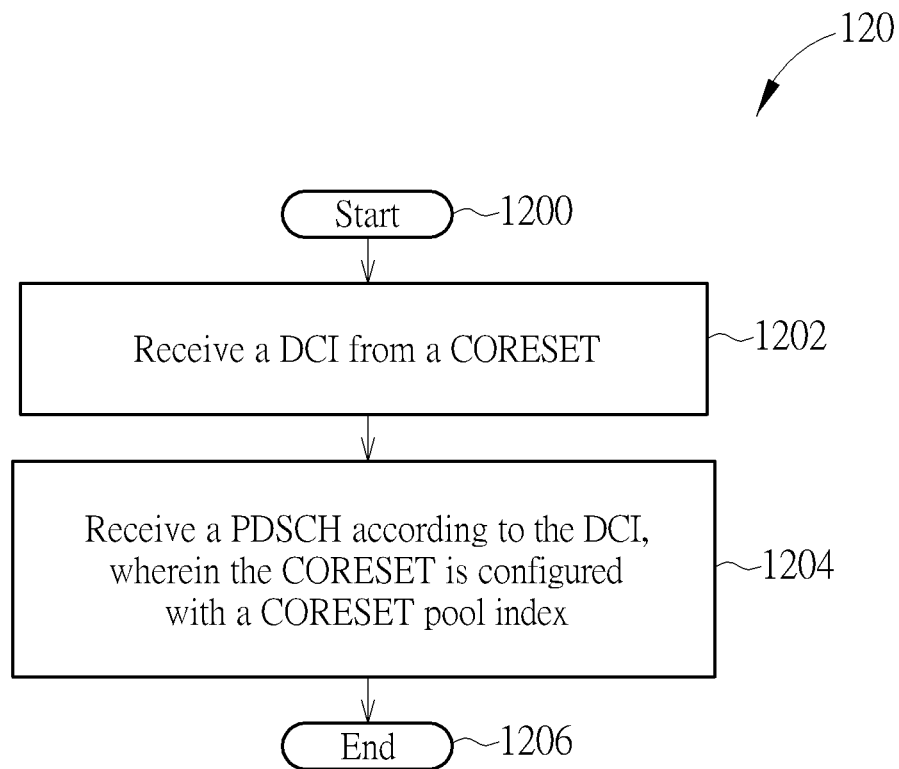 120
Start
1200
Receive a DCI from a CORESET
1202
Receive a PDSCH according to the DCI,
wherein the CORESET is configured
with a CORESET pool index
1204
End
1206